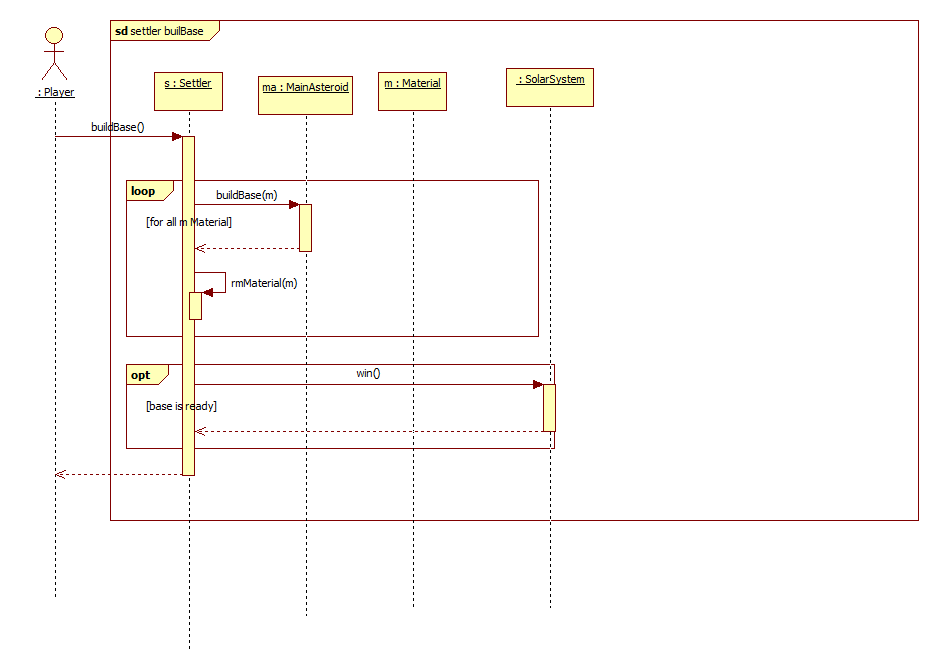 sd settler builBase
: Player
s : Settler
ma : MainAsteroid
m : Material
: SolarSystem
buildBase()
loop
buildBase(m)
[for all m Material]
rmMaterial(m)
opt
win()
[base is ready]